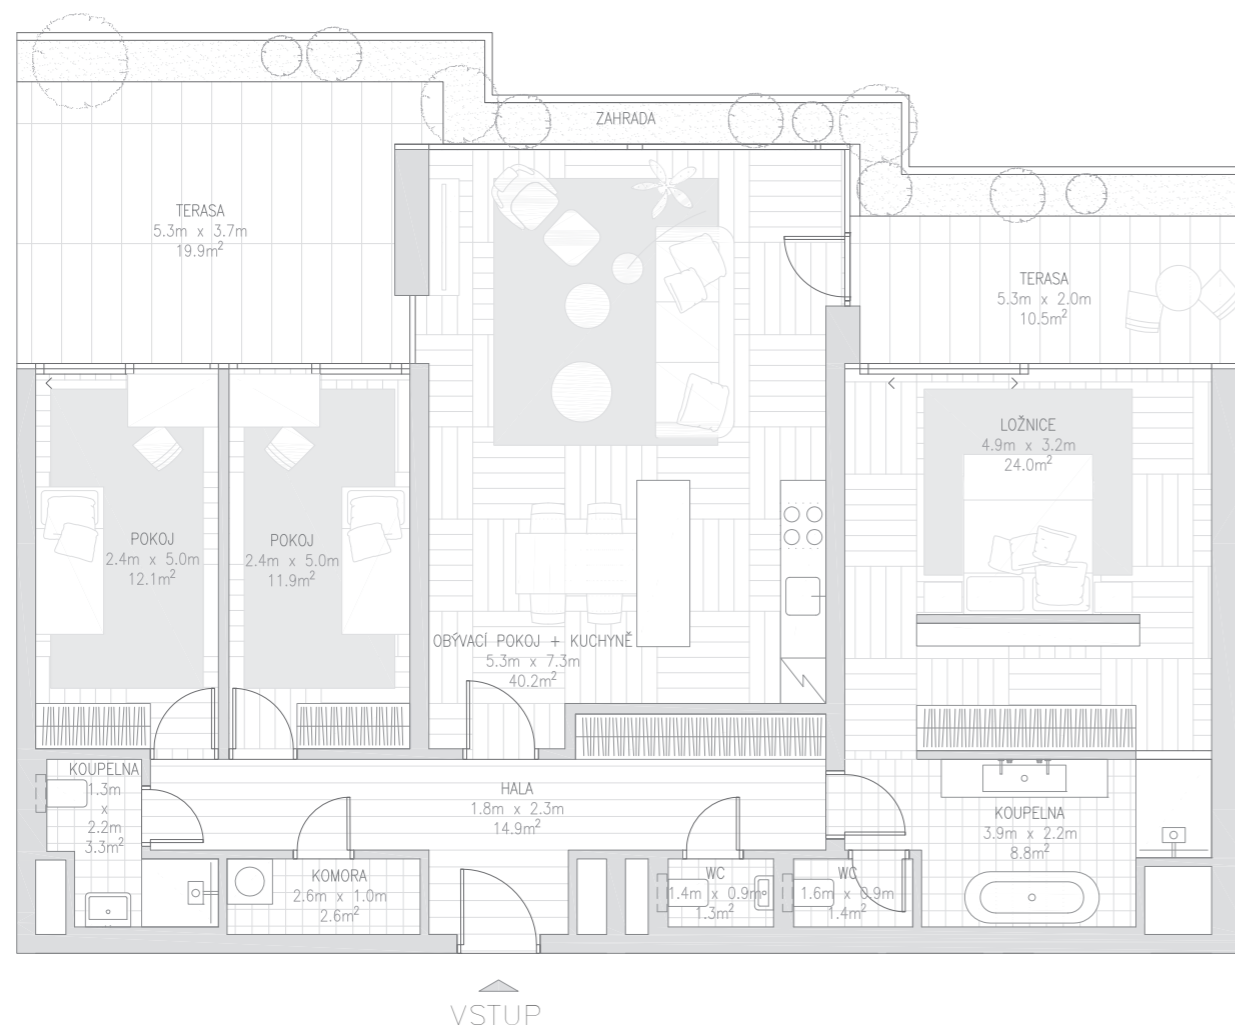 ZAHRADA
TERASA
5.3m x 3.7m
19.9m²
TERASA
5.3m x 2.0m
10.5m²
LOŽNICE
4.9m x 3.2m
24.0m²
POKOJ
2.4m x 5.0m
12.1m²
POKOJ
2.4m x 5.0m
11.9m²
OBÝVACÍ POKOJ + KUCHYNĚ
5.3m x 7.3m
40.2m²
KOUPELNA
1.3m
x
2.2m
3.3m²
HALA
1.8m x 2.3m
14.9m²
KOUPELNA
3.9m x 2.2m
8.8m²
KOMORA
2.6m x 1.0m
2.6m²
WC
1.4m x 0.9m
1.3m²
WC
1.6m x 0.9m
1.4m²
VSTUP